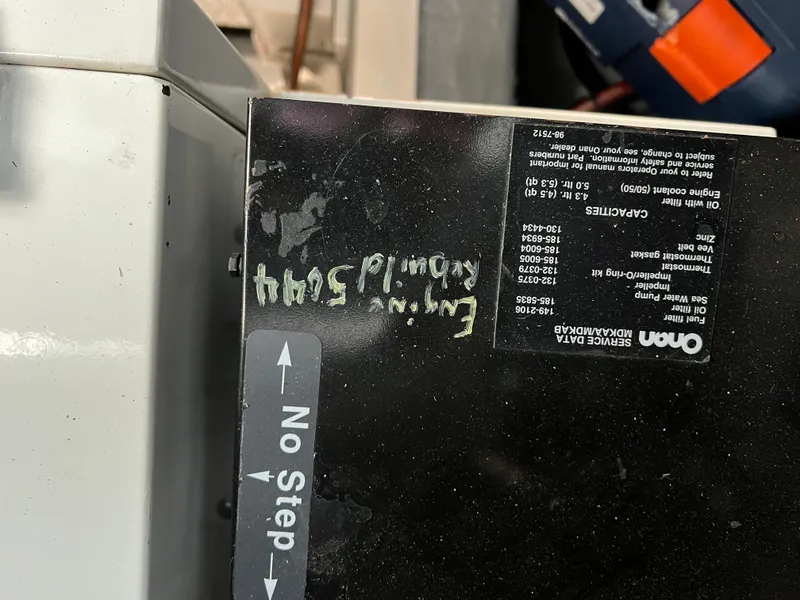 Onan
SERVICE DATA
MDKAA/MDKAB
Fuel filter 149-2106
Oil filter 185-5835
Sea Water Pump
Impeller 132-0375
Impeller/O-ring kit 132-0379
Thermostat 185-6005
Thermostat gasket 185-6004
Vee belt 185-6934
Zinc 130-4434
CAPACITIES
Oil with filter 4.3 ltr. (4.5 qt)
Engine coolant (50/50) 5.0 ltr (5.3 qt)
Refer to your Operators manual for important
service and safety information. Part numbers
subject to change, see, your Onan dealer.
98-7512
Engine
Rebuild 5044
No Step